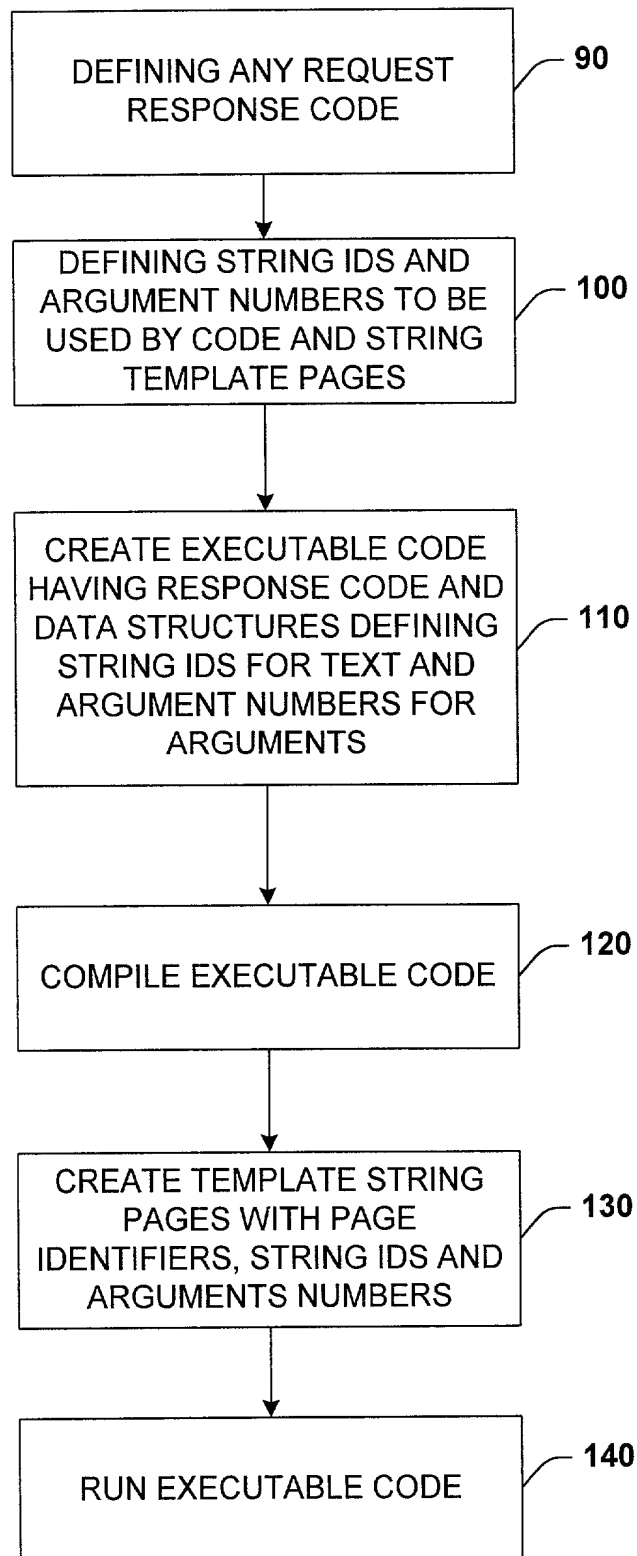 DEFINING ANY REQUEST
RESPONSE CODE
90
DEFINING STRING IDS AND
ARGUMENT NUMBERS TO BE
USED BY CODE AND STRING
TEMPLATE PAGES
100
CREATE EXECUTABLE CODE
HAVING RESPONSE CODE AND
DATA STRUCTURES DEFINING
STRING IDS FOR TEXT AND
ARGUMENT NUMBERS FOR
ARGUMENTS
110
COMPILE EXECUTABLE CODE
120
CREATE TEMPLATE STRING
PAGES WITH PAGE
IDENTIFIERS, STRING IDS AND
ARGUMENTS NUMBERS
130
RUN EXECUTABLE CODE
140